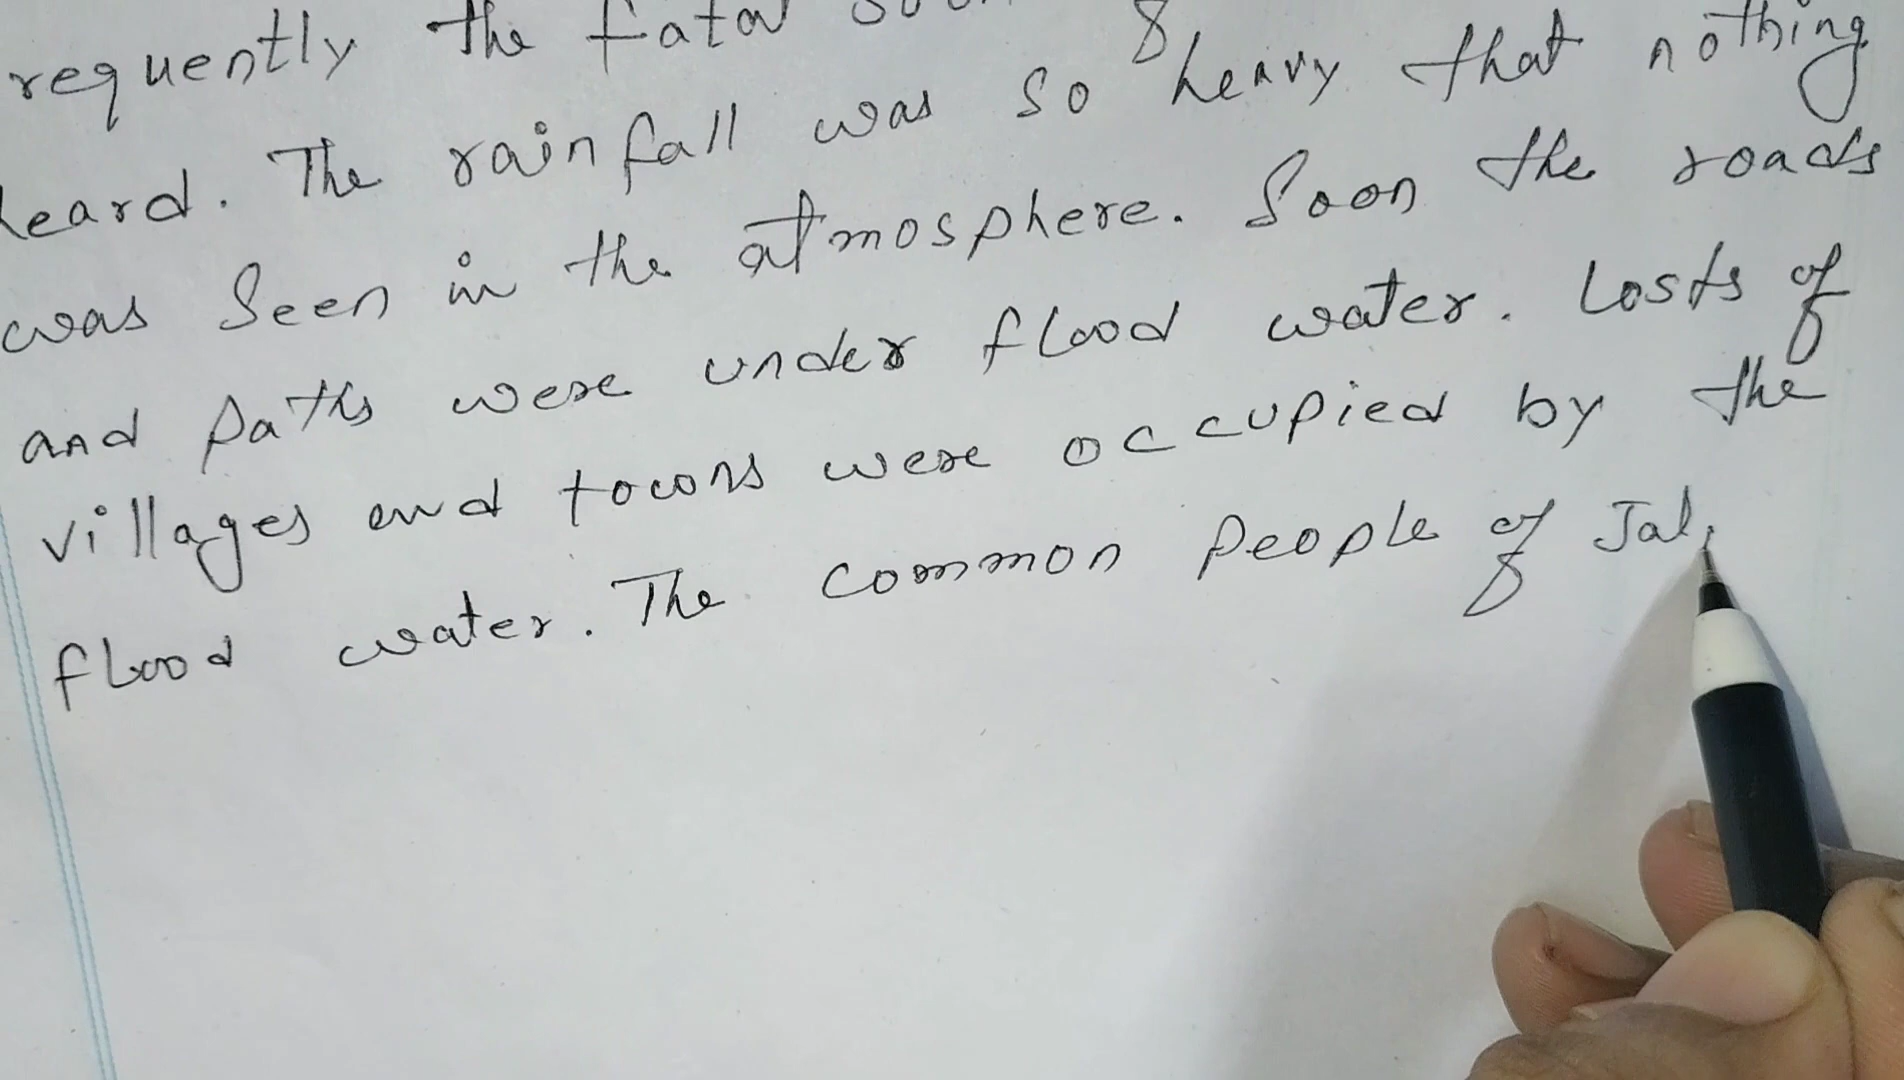 requently the fatal
heard. The rainfall was so heavy that nothing
was seen in the atmosphere. Soon the roads
and paths were under flood water. Losts of
villages and towns were occupied by the
flood water. The common people of Jal